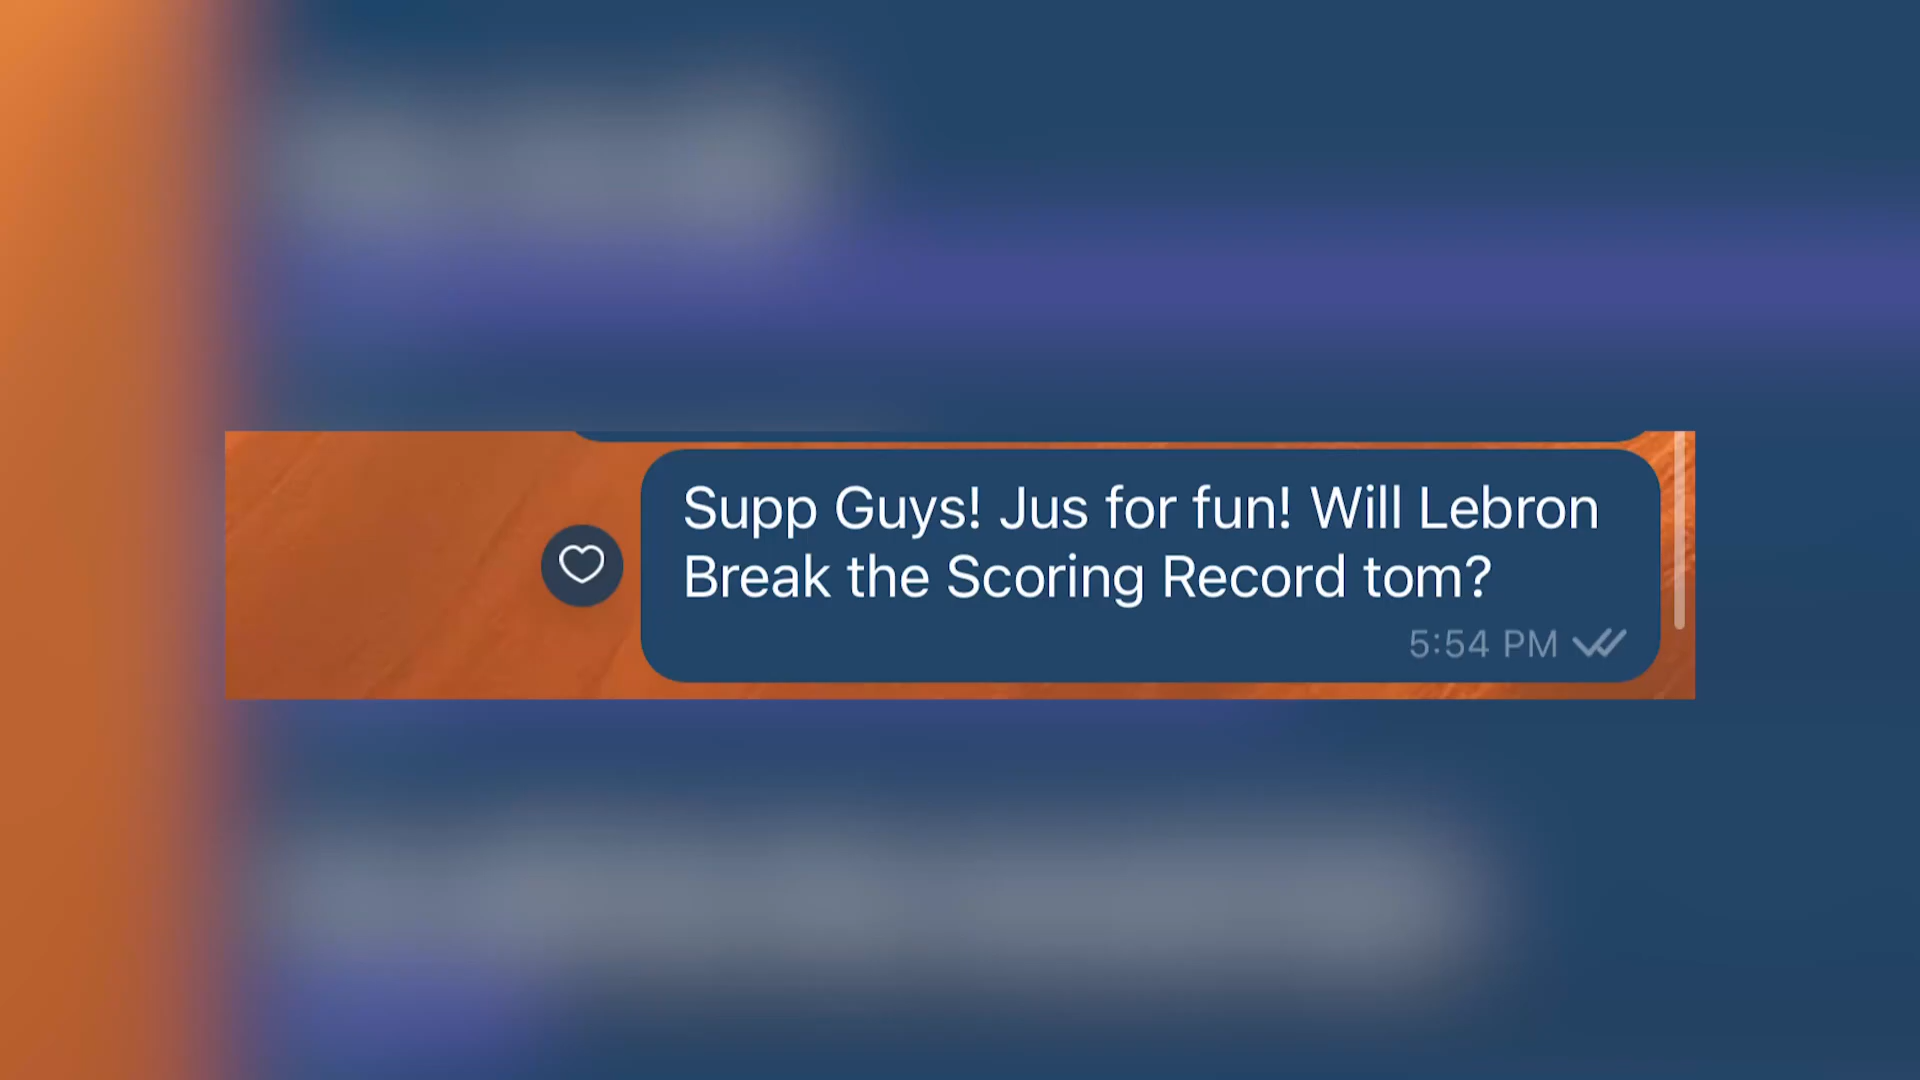 Supp Guys! Jus for fun! Will Lebron
Break the Scoring Record tom?
5:54 PM